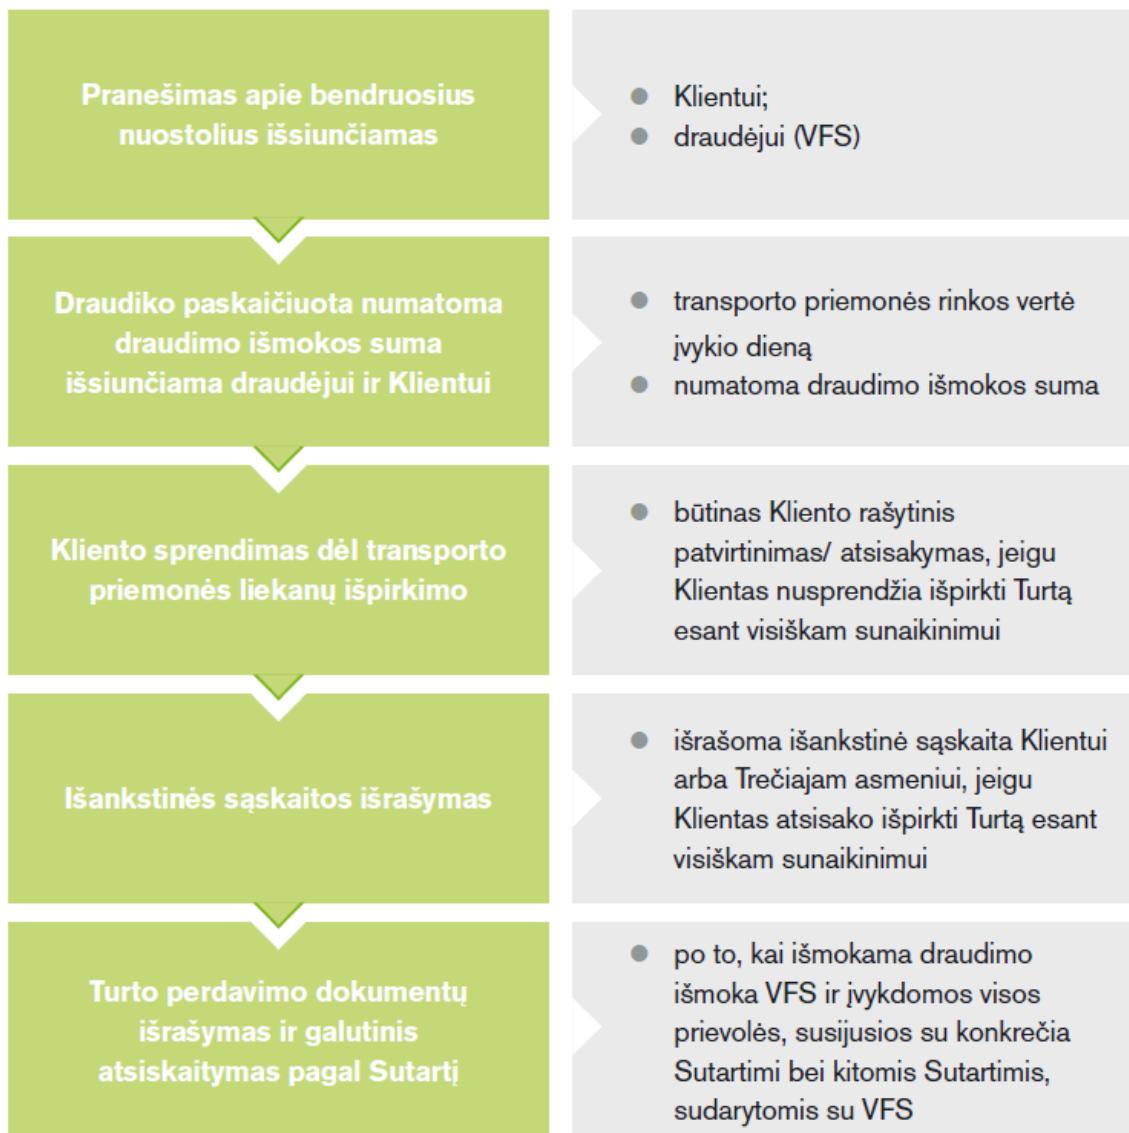 Pranešimas apie bendruosius
nuostolius išsiunčiamas
Klientui;
draudėjui (VFS)
Draudiko paskaičiuota numatoma
draudimo išmokos suma
išsiunčiama draudėjui ir Klientui
transporto priemonės rinkos vertė
įvykio dieną
numatoma draudimo išmokos suma
Kliento sprendimas dėl transporto
priemonės liekanų išpirkimo
būtinas Kliento rašytinis
patvirtinimas/ atsisakymas, jeigu
Klientas nusprendžia išpirkti Turtą
esant visiškam sunaikinimui
Išankstinės sąskaitos išrašymas
išrašoma išankstinė sąskaita Klientui
arba Trečiajam asmeniui, jeigu
Klientas atsisako išpirkti Turtą esant
visiškam sunaikinimui
Turto perdavimo dokumentų
išrašymas ir galutinis
atsiskaitymas pagal Sutartį
po to, kai išmokama draudimo
išmoka VFS ir įvykdomos visos
prievolės, susijusios su konkrečia
Sutartimi bei kitomis Sutartimis,
sudarytomis su VFS